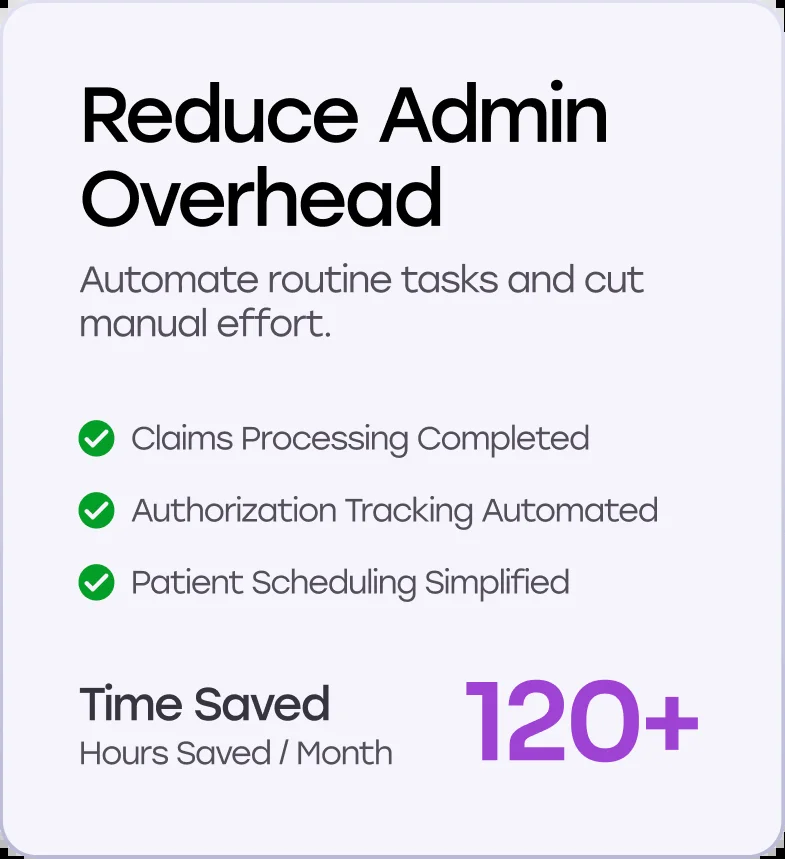 Reduce Admin
Overhead
Automate routine tasks and cut
manual effort.
Claims Processing Completed
Authorization Tracking Automated
Patient Scheduling Simplified
Time Saved
Hours Saved / Month
120+